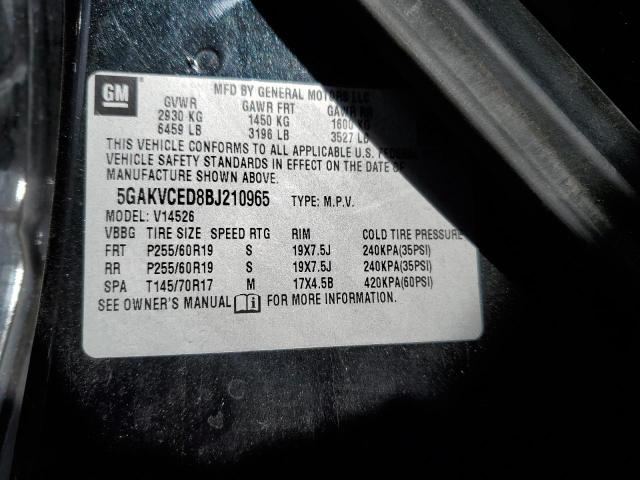 GM
MFD BY GENERAL MOTORS LLC
GVWR GAWR FRT GAWR RR
2930 KG 1450 KG 1600 KG
6459 LB 3196 LB 3527 LB
THIS VEHICLE CONFORMS TO ALL APPLICABLE U.S.
VEHICLE SAFETY STANDARDS IN EFFECT ON THE DATE OF
MANUFACTURE SHOWN ABOVE.
5GAKVCED8BJ210965 TYPE: M.P.V.
MODEL: V14526
VBBG TIRE SIZE SPEED RTG RIM COLD TIRE PRESSURE
FRT P255/60R19 S 19X7.5J 240KPA(35PSI)
RR P255/60R19 S 19X7.5J 240KPA(35PSI)
SPA T145/70R17 M 17X4.5B 420KPA(60PSI)
SEE OWNER'S MANUAL FOR MORE INFORMATION.